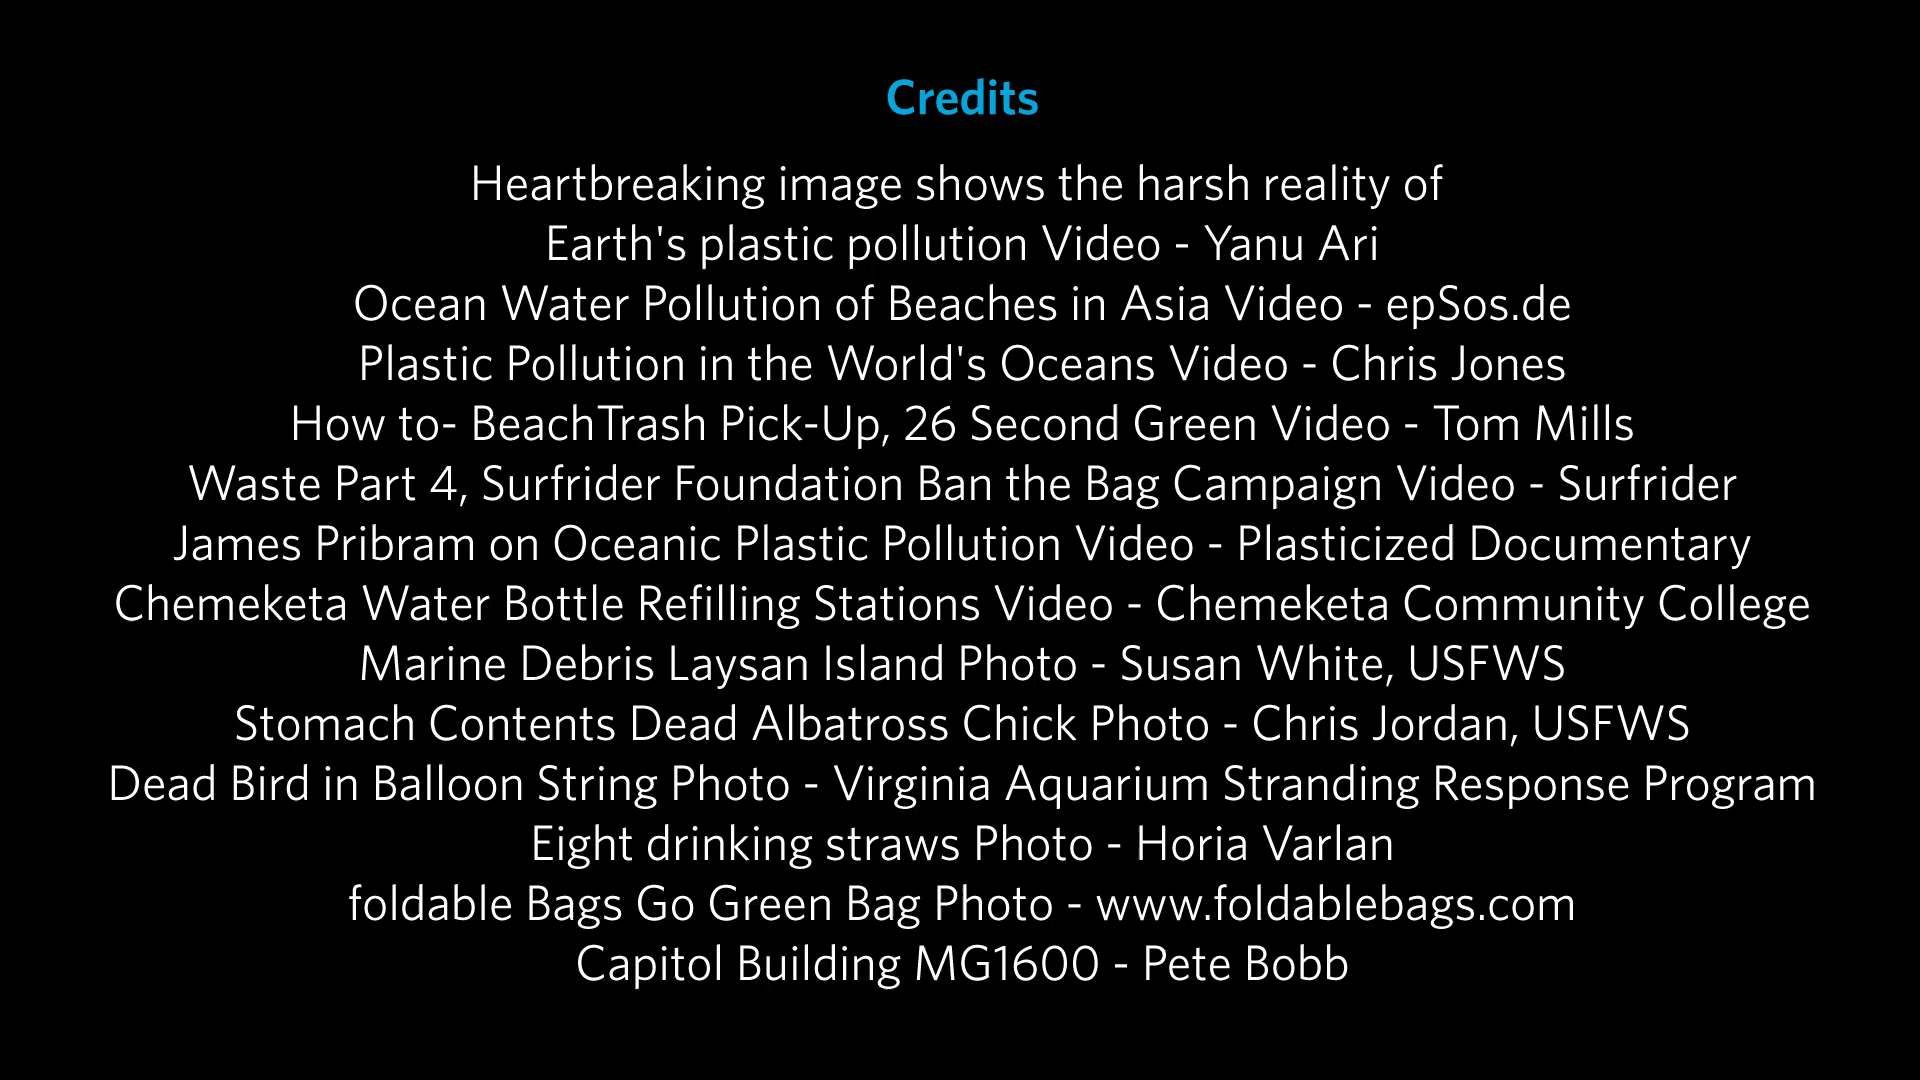 Credits
Heartbreaking image shows the harsh reality of
Earth's plastic pollution Video - Yanu Ari
Ocean Water Pollution of Beaches in Asia Video - epSos.de
Plastic Pollution in the World's Oceans Video - Chris Jones
How to- BeachTrash Pick-Up, 26 Second Green Video - Tom Mills
Waste Part 4, Surfrider Foundation Ban the Bag Campaign Video - Surfrider
James Pribram on Oceanic Plastic Pollution Video - Plasticized Documentary
Chemeketa Water Bottle Refilling Stations Video - Chemeketa Community College
Marine Debris Laysan Island Photo - Susan White, USFWS
Stomach Contents Dead Albatross Chick Photo - Chris Jordan, USFWS
Dead Bird in Balloon String Photo - Virginia Aquarium Stranding Response Program
Eight drinking straws Photo - Horia Varlan
foldable Bags Go Green Bag Photo - www.foldablebags.com
Capitol Building MG1600 - Pete Bobb